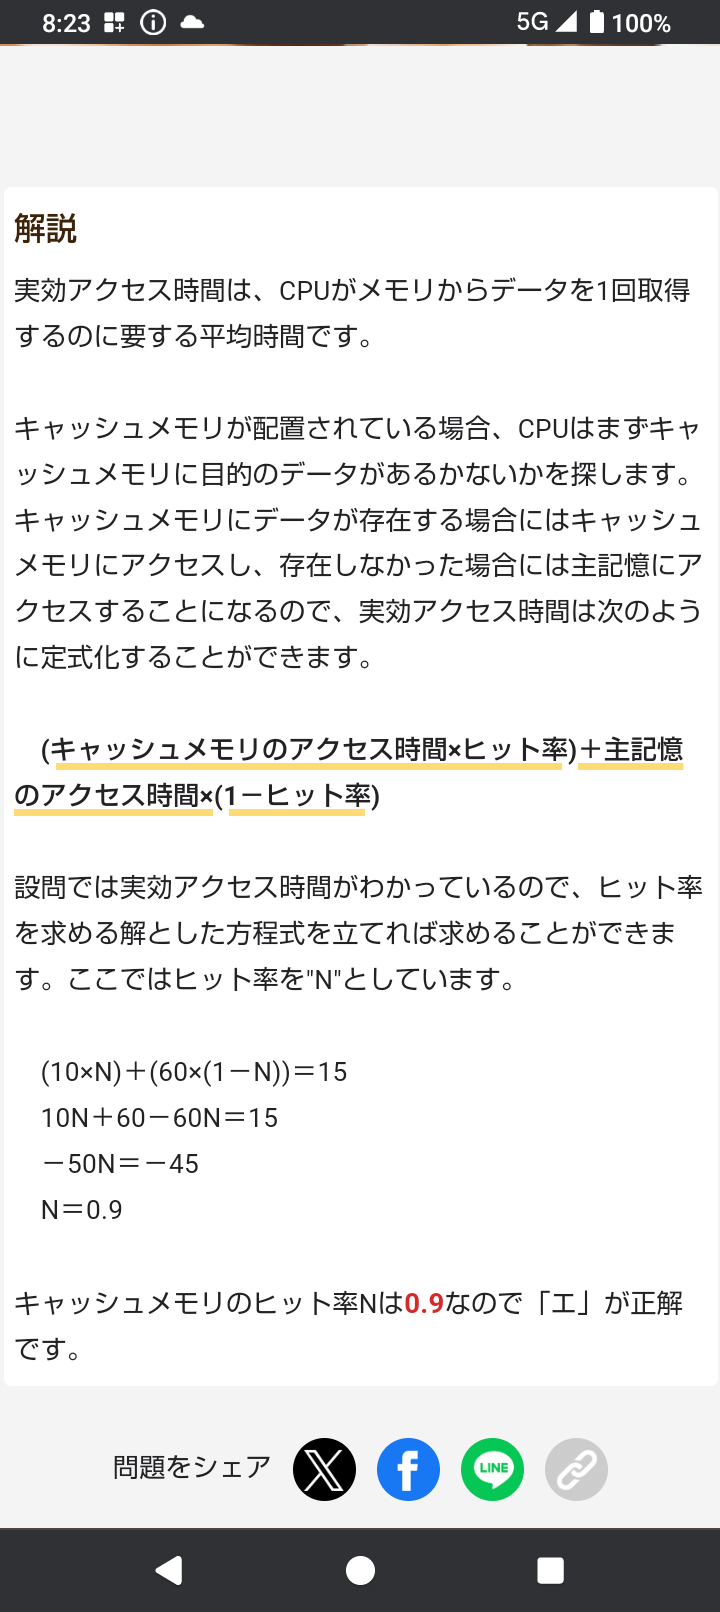 8:23
5G 100%
解説
実効アクセス時間は、CPUがメモリからデータを1回取得
するのに要する平均時間です。
キャッシュメモリが配置されている場合、CPUはまずキャ
ッシュメモリに目的のデータがあるかないかを探します。
キャッシュメモリにデータが存在する場合にはキャッシュ
メモリにアクセスし、存在しなかった場合には主記憶にア
クセスすることになるので、実効アクセス時間は次のよう
に定式化することができます。
(キャッシュメモリのアクセス時間×ヒット率)＋主記憶
のアクセス時間×(1－ヒット率)
設問では実効アクセス時間がわかっているので、ヒット率
を求める解とした方程式を立てれば求めることができま
す。ここではヒット率を"N"としています。
(10×N)＋(60×(1－N))＝15
10N＋60－60N＝15
－50N＝－45
N＝0.9
キャッシュメモリのヒット率Nは0.9なので「エ」が正解
です。
問題をシェア
LINE